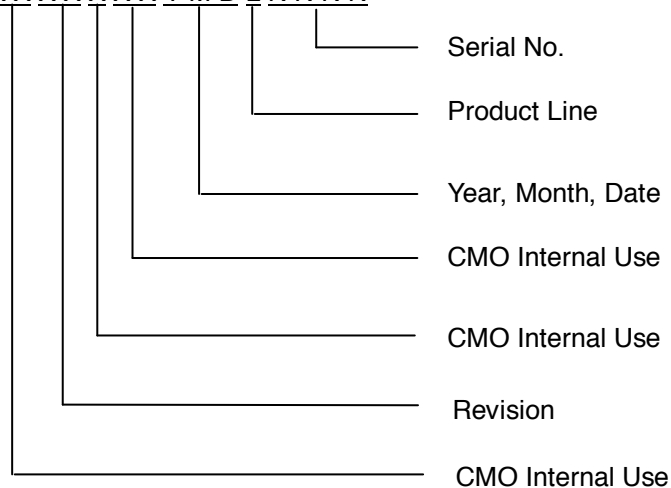 Serial No.
Product Line
Year, Month, Date
CMO Internal Use
CMO Internal Use
Revision
CMO Internal Use